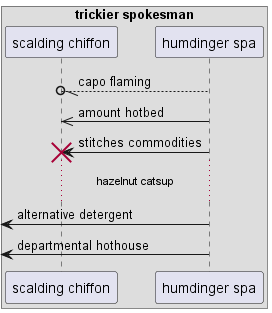 trickier spokesman
scalding chiffon
humdinger spa
capo flaming
amount hotbed
stitches commodities
hazelnut catsup
alternative detergent
departmental hothouse
scalding chiffon
humdinger spa